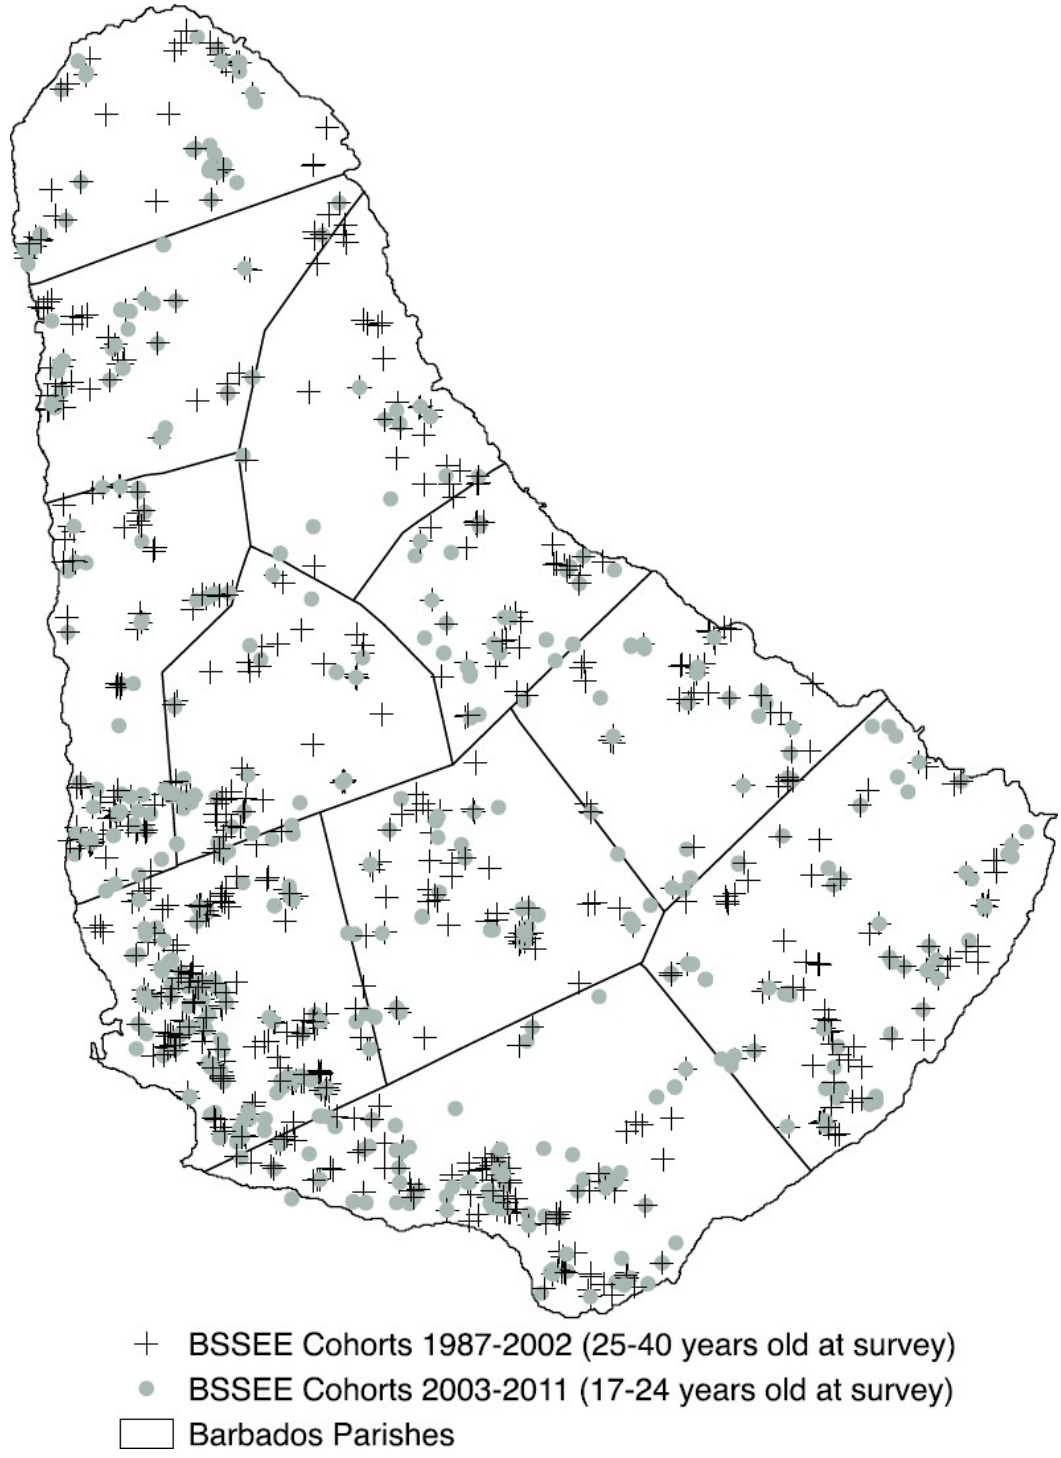 BSSEE Cohorts 1987-2002 (25-40 years old at survey)
BSSEE Cohorts 2003-2011 (17-24 years old at survey)
Barbados Parishes